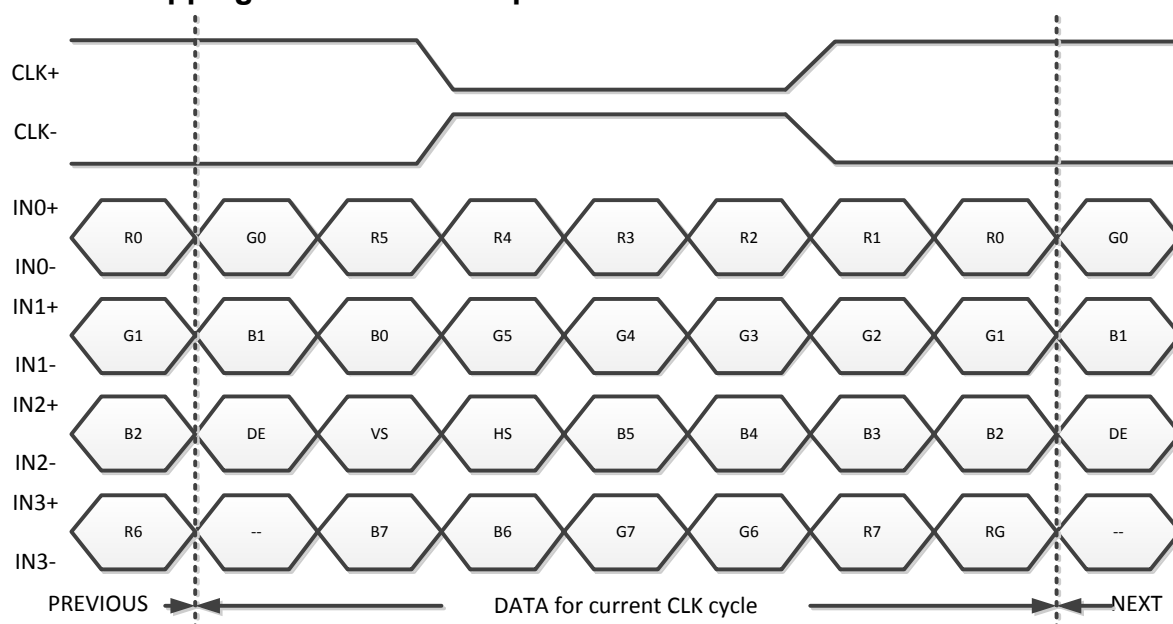 CLK+
CLK-
IN0+
R0 G0 R5 R4 R3 R2 R1 R0 G0
IN0-
IN1+
G1 B1 B0 G5 G4 G3 G2 G1 B1
IN1-
IN2+
B2 DE VS HS B5 B4 B3 B2 DE
IN2-
IN3+
R6 -- B7 B6 G7 G6 R7 RG --
IN3-
PREVIOUS DATA for current CLK cycle NEXT